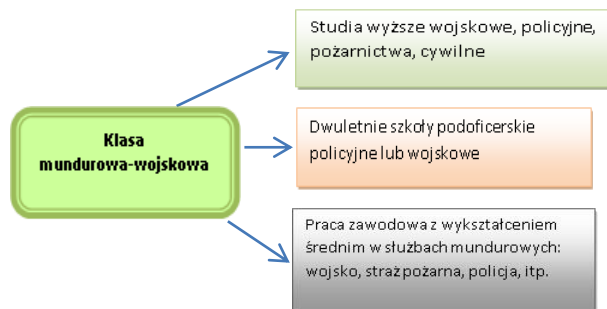 Studia wyższe wojskowe, policyjne,
pożarnictwa, cywilne
Klasa
mundurowa-wojskowa
Dwuletnie szkoły podoficerskie
policyjne lub wojskowe
Praca zawodowa z wykształceniem
średnim w służbach mundurowych:
wojsko, straż pożarna, policja, itp.